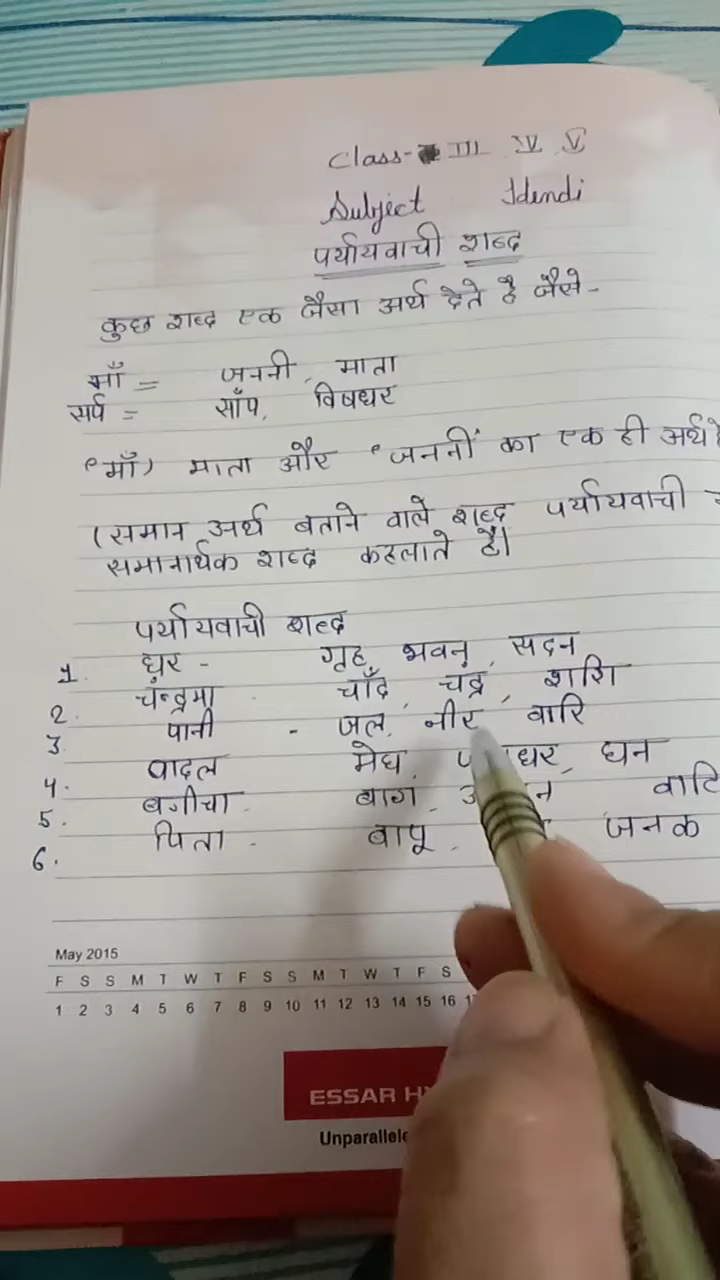 Class- III IV V
Subject Hindi
पर्यायवाची शब्द
कुछ शब्द एक जैसा अर्थ देते है जैसे-
माँ = जननी, माता
सर्प = साँप, विषधर
"माँ) माता और "जननीं" का एक ही अर्थ है
(समान अर्थ बताने वाले शब्द पर्यायवाची
समानार्थक शब्द कहलाते हैं।
पर्यायवाची शब्द
1. घर - गृह, भवन, सदन
2. चन्द्रमा - चाँद, चंद्र, शशि
3 पानी - जल, नीर, वारि
4. बादल मेघ, घन
5. बगीचा - बाग,
6. पिता - बापू, जनक
May 2015
F S S M T W T F S S M T W T F S
1 2 3 4 5 6 7 8 9 10 11 12 13 14 15 16
ESSAR